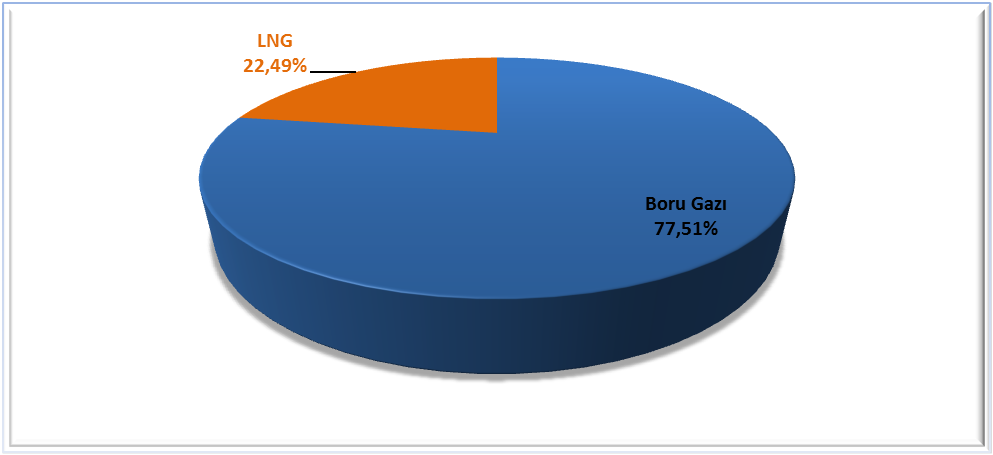 LNG
22,49%
Boru Gazı
77,51%